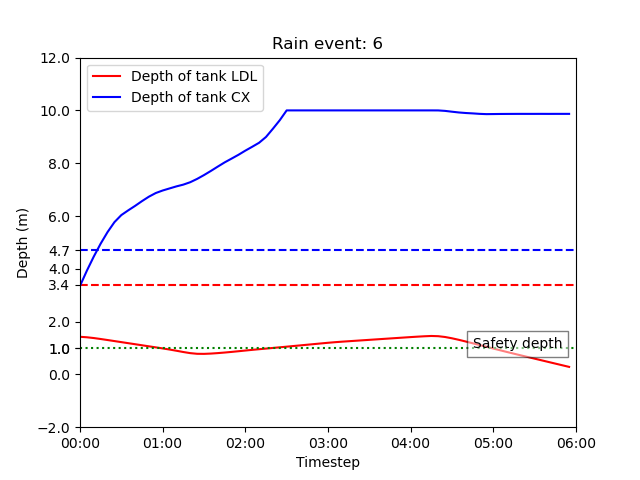 Rain event: 6
12.0
Depth of tank LDL
Depth of tank CX
10.0
8.0
6.0
4.7
4.0
3.4
2.0
1.0
0.0
−2.0
Safety depth
Depth (m)
00:00 01:00 02:00 03:00 04:00 05:00 06:00
Timestep